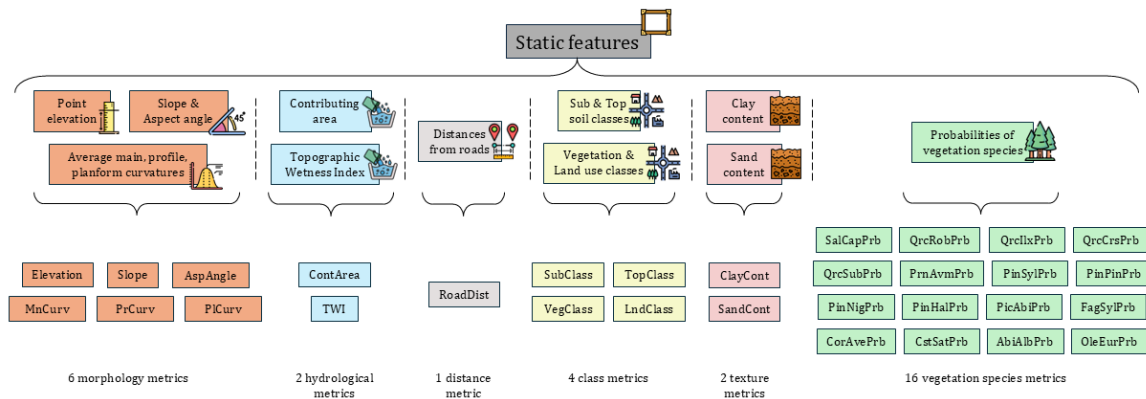 Static features
Point
elevation
Slope &
Aspect angle
45°
Average main, profile,
planform curvatures
Contributing
area
Topographic
Wetness Index
Distances
from roads
Sub & Top
soil classes
Vegetation &
Land use classes
Clay
content
Sand
content
Probabilities of
vegetation species
Elevation
Slope
AspAngle
MnCurv
PrCurv
PlCurv
ContArea
TWI
RoadDist
SubClass
TopClass
VegClass
LndClass
ClayCont
SandCont
SalCapPrb
QrcRobPrb
QrcIlxPrb
QrcCrsPrb
QrcSubPrb
PrnAvmPrb
PinSylPrb
PinPinPrb
PinNigPrb
PinHalPrb
PicAbiPrb
FagSylPrb
CorAvePrb
CstSatPrb
AbiAlbPrb
OleEurPrb
6 morphology metrics
2 hydrological
metrics
1 distance
metric
4 class metrics
2 texture metrics
16 vegetation species metrics